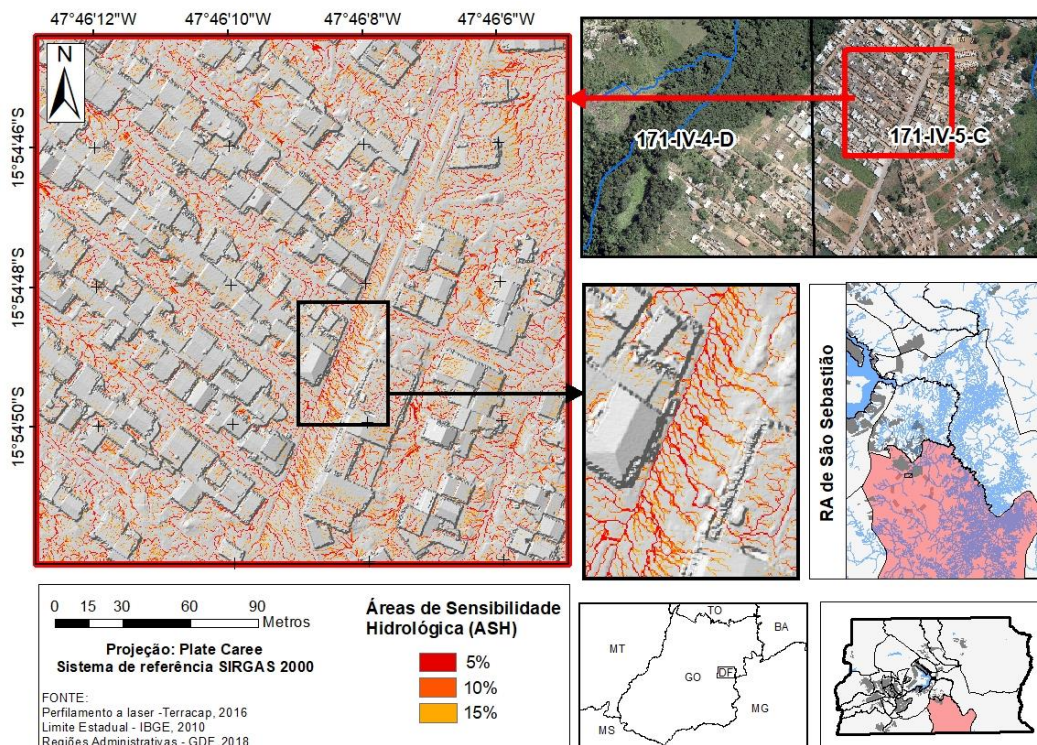 47°46'12"W 47°46'10"W 47°46'8"W 47°46'6"W
N
15°54'46"S
15°54'48"S
15°54'50"S
171-IV-4-D
171-IV-5-C
RA de São Sebastião
0 15 30 60 90
Metros
Projeção: Plate Caree
Sistema de referência SIRGAS 2000
FONTE:
Perfilamento a laser -Terracap, 2016
Limite Estadual - IBGE, 2010
Regiões Administrativas - GDF, 2018
Áreas de Sensibilidade
Hidrológica (ASH)
5%
10%
15%
TO
BA
MT
GO
DF
MG
MS